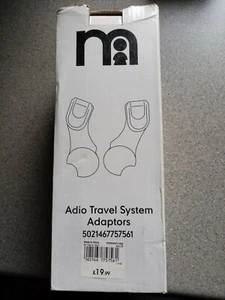 Adio Travel System
Adaptors
5021467757561
£19.99